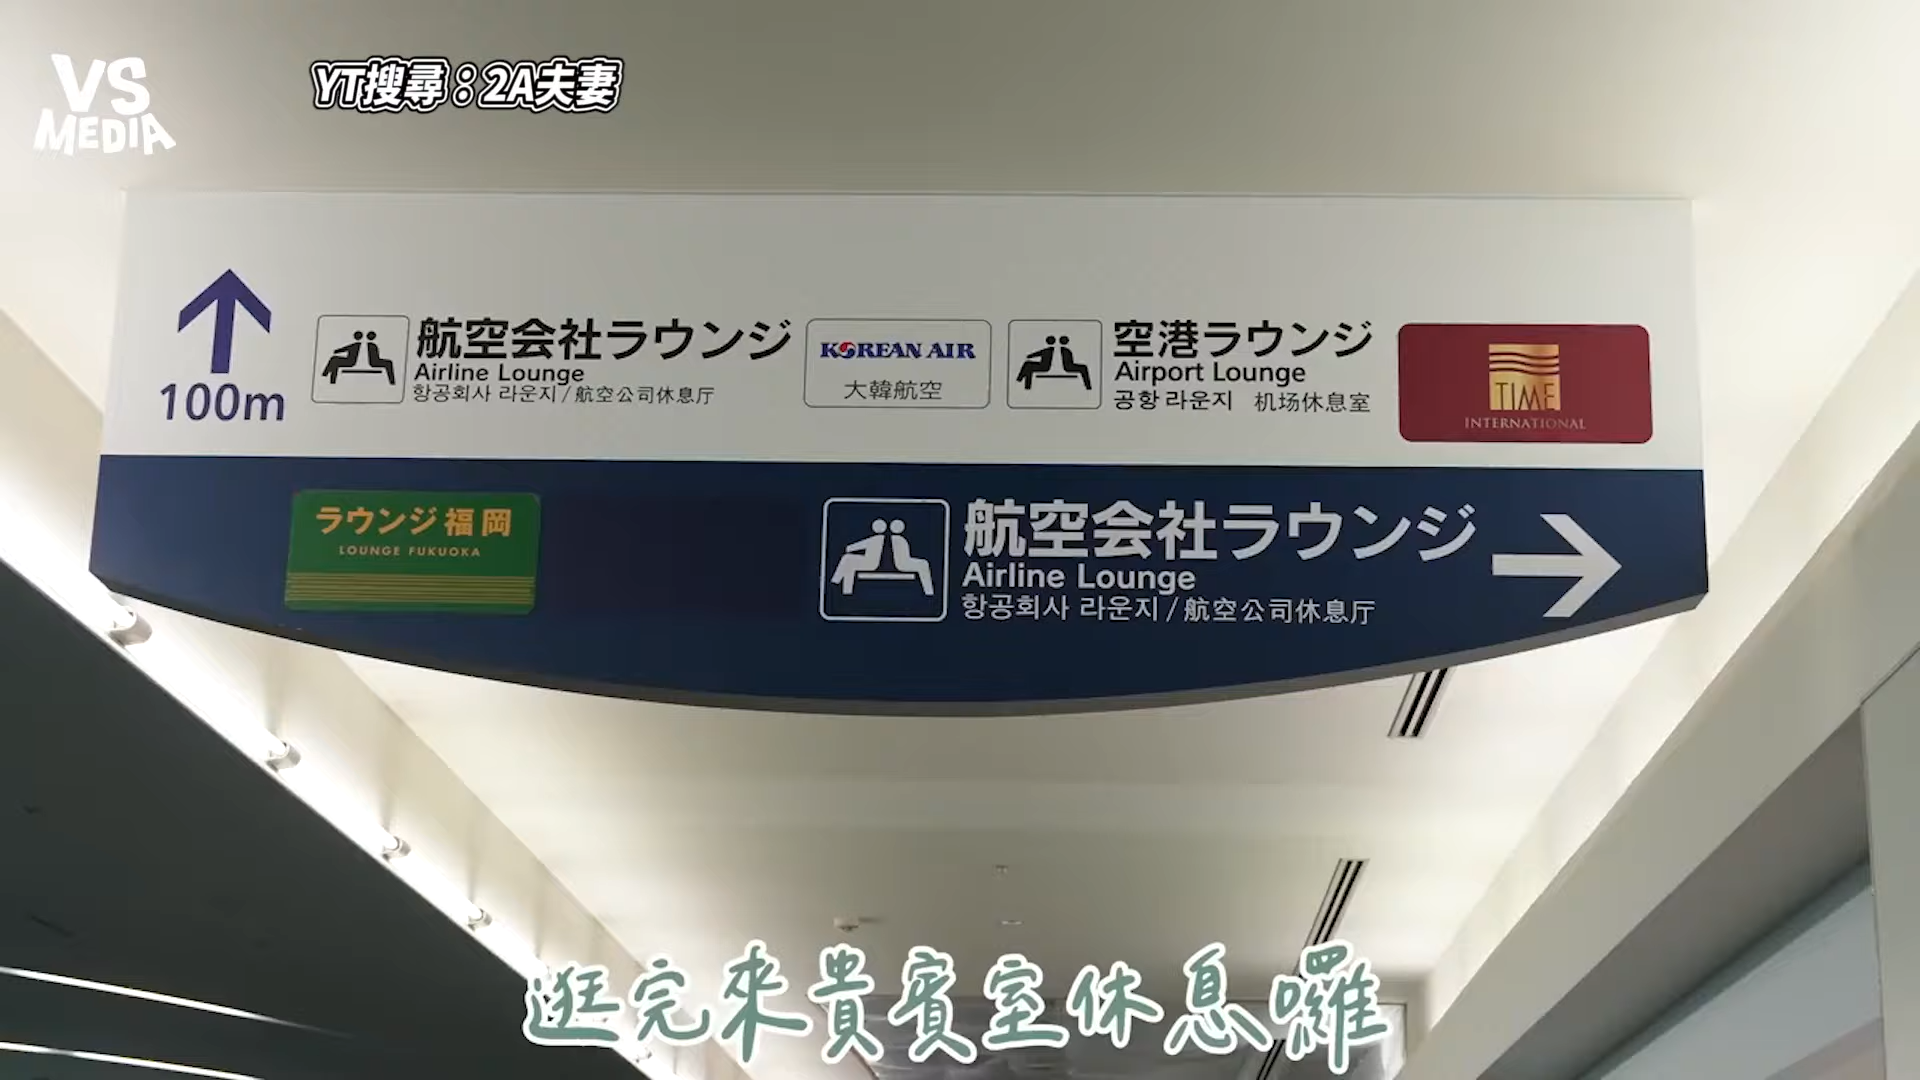 VS
MEDIA
YT搜尋：2A夫妻
100m
航空会社ラウンジ
Airline Lounge
항공회사 라운지/航空公司休息厅
KOREAN AIR
大韓航空
空港ラウンジ
Airport Lounge
공항 라운지 机场休息室
TIME
INTERNATIONAL
ラウンジ福岡
LOUNGE FUKUOKA
航空会社ラウンジ
Airline Lounge
항공회사 라운지/航空公司休息厅
逛完來貴賓室休息囉